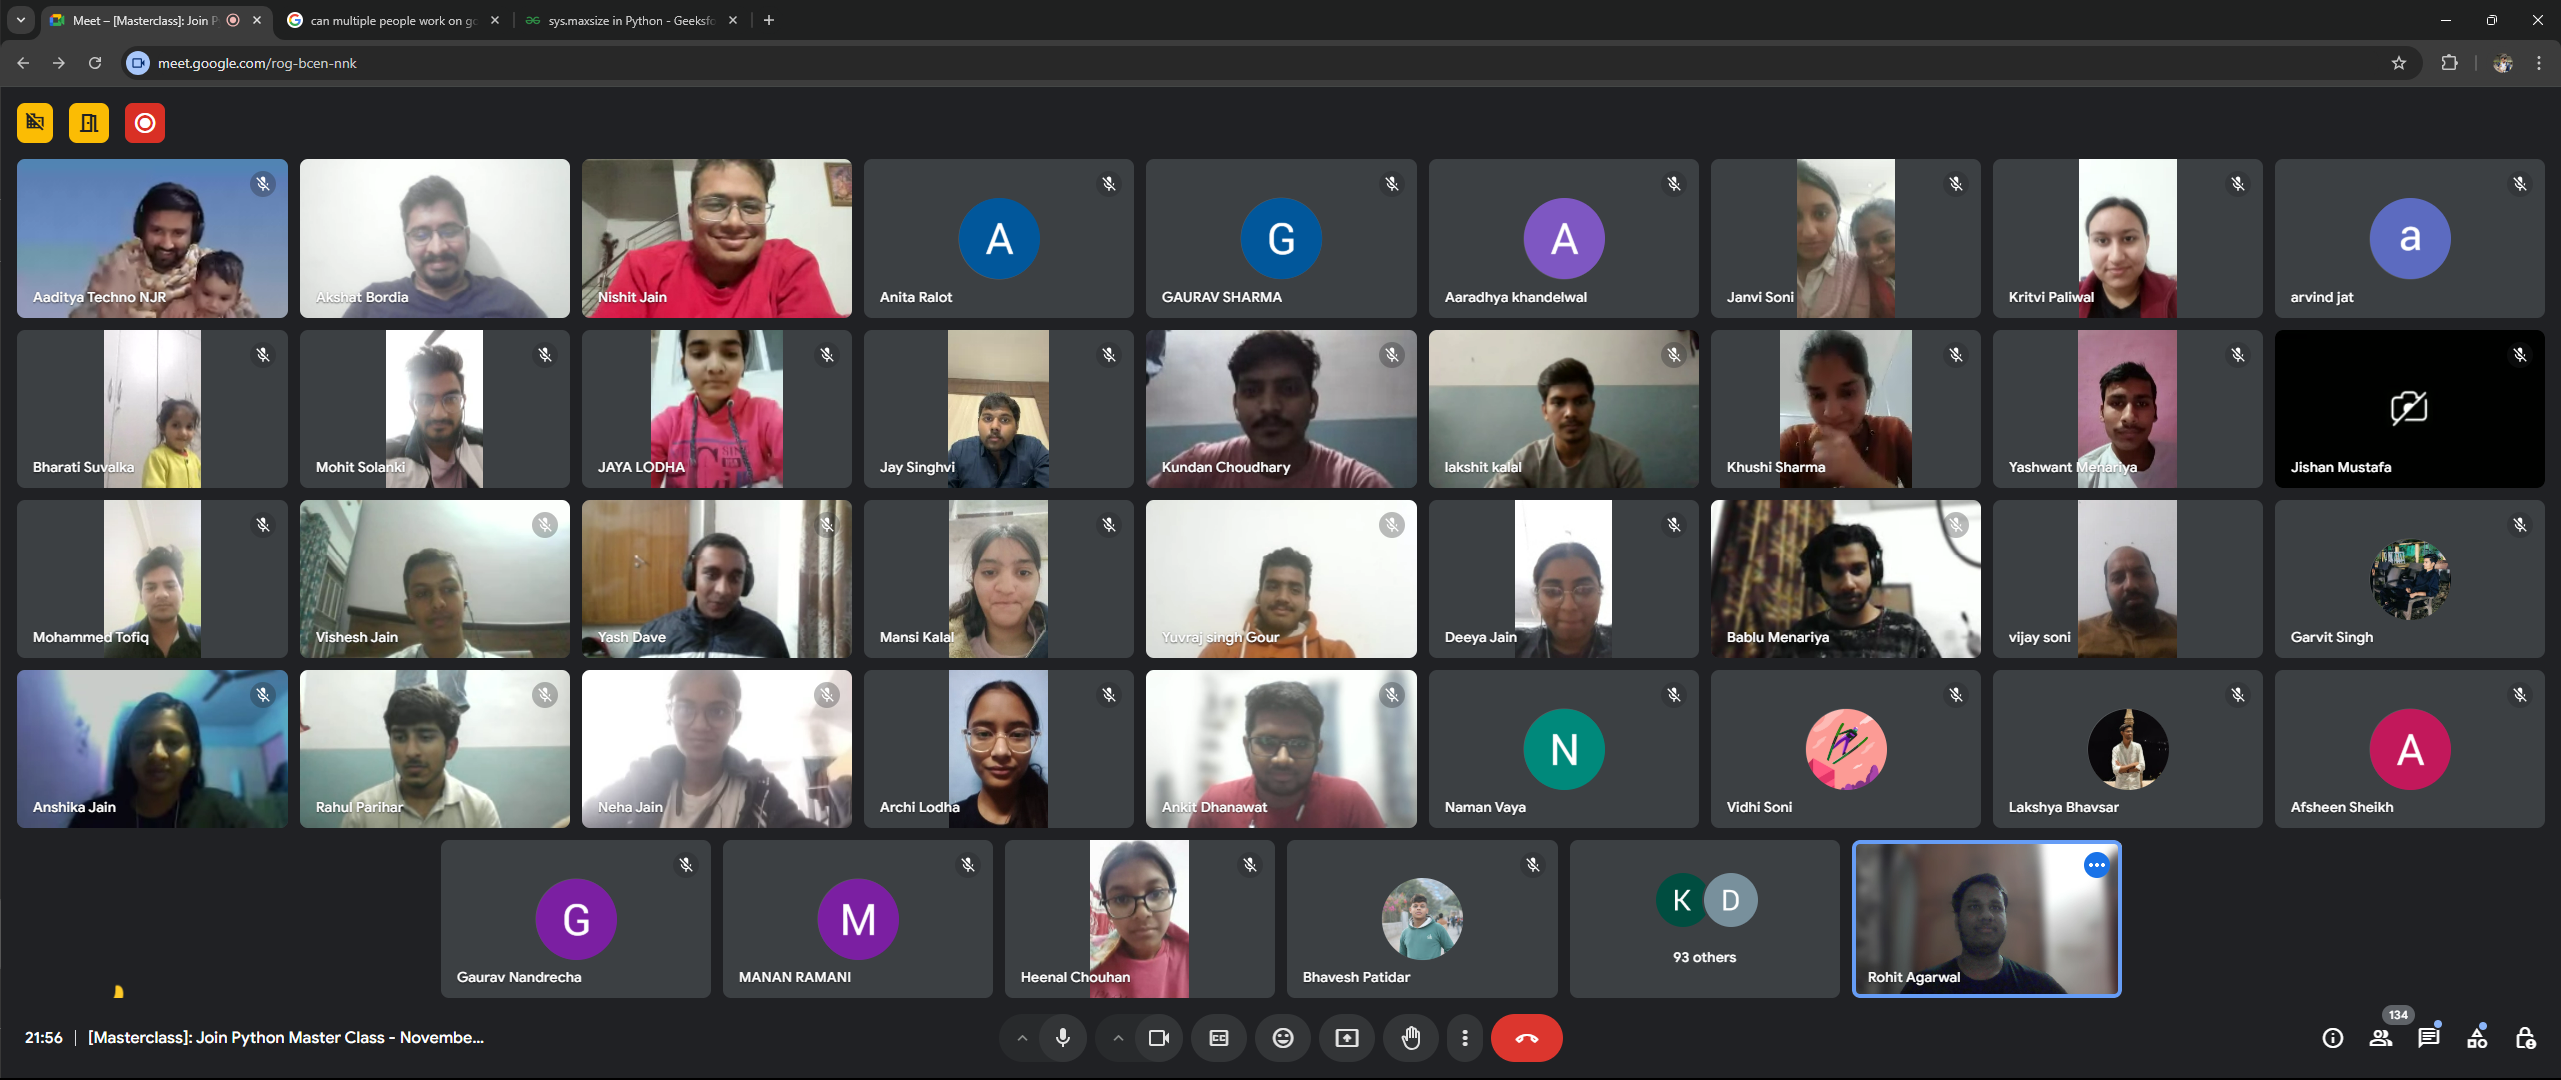 Meet – [Masterclass]: Join P
can multiple people work on go
sys.maxsize in Python - Geeksfo
meet.google.com/rog-bcen-nnk
Aaditya Techno NJR
Akshat Bordia
Nishit Jain
A
Anita Ralot
G
GAURAV SHARMA
A
Aaradhya khandelwal
Janvi Soni
Kritvi Paliwal
a
arvind jat
Bharati Suvalka
Mohit Solanki
JAYA LODHA
Jay Singhvi
Kundan Choudhary
lakshit kalal
Khushi Sharma
Yashwant Menariya
Jishan Mustafa
Mohammed Tofiq
Vishesh Jain
Yash Dave
Mansi Kalal
Yuvraj singh Gour
Deeya Jain
Bablu Menariya
vijay soni
Garvit Singh
Anshika Jain
Rahul Parihar
Neha Jain
Archi Lodha
Ankit Dhanawat
N
Naman Vaya
Vidhi Soni
Lakshya Bhavsar
A
Afsheen Sheikh
G
Gaurav Nandrecha
M
MANAN RAMANI
Heenal Chouhan
Bhavesh Patidar
K D
93 others
Rohit Agarwal
21:56 | [Masterclass]: Join Python Master Class - Novembe...
CC
134